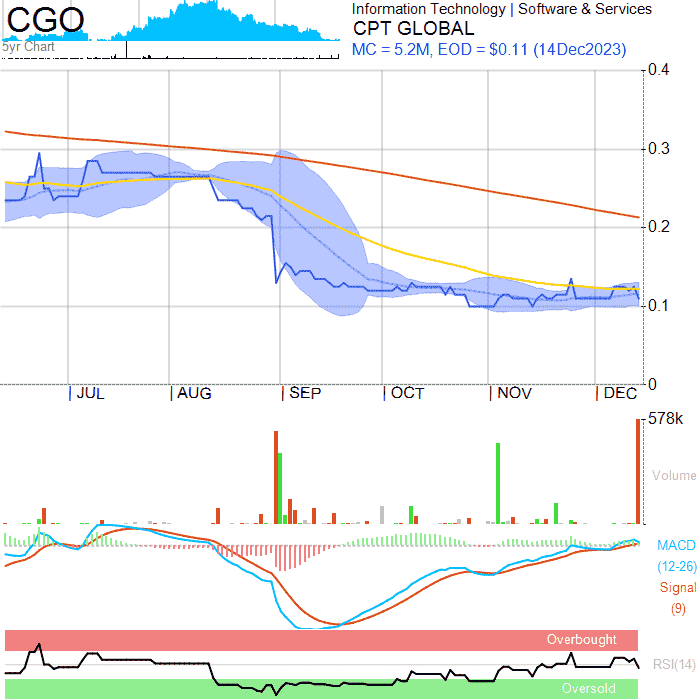 CGO
5yr Chart
Information Technology | Software & Services
CPT GLOBAL
MC = 5.2M, EOD = $0.11 (14Dec2023)
0.4
0.3
0.2
0.1
0
JUL AUG SEP OCT NOV DEC
578k
Volume
MACD
(12-26)
Signal
(9)
Overbought
RSI(14)
Oversold